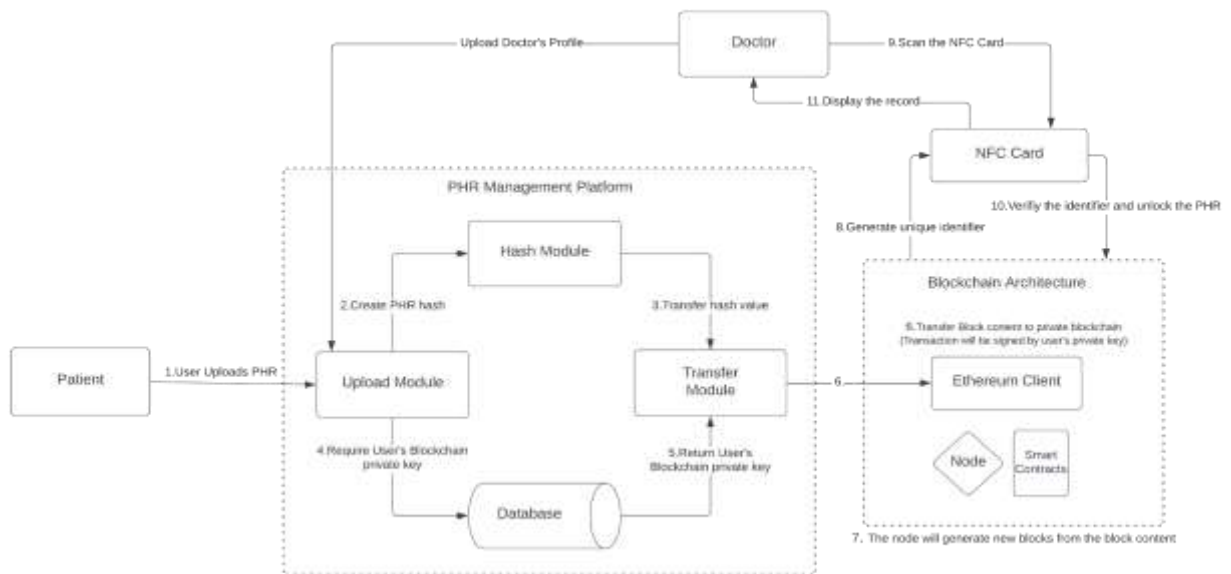 Upload Doctor's Profile
Doctor
9.Scan the NFC Card
11.Display the record
NFC Card
PHR Management Platform
10.Verifiy the identifier and unlock the PHR
8.Generate unique identifier
Hash Module
Blockchain Architecture
2.Create PHR hash
3.Transfer hash value
6.Transfer Block content to private blockchain
(Transaction will be signed by user's private key)
Patient
1.User Uploads PHR
Upload Module
Transfer
Module
6.
Ethereum Client
4.Require User's Blockchain
private key
5.Return User's
Blockchain private key
Node
Smart
Contracts
Database
7. The node will generate new blocks from the block content